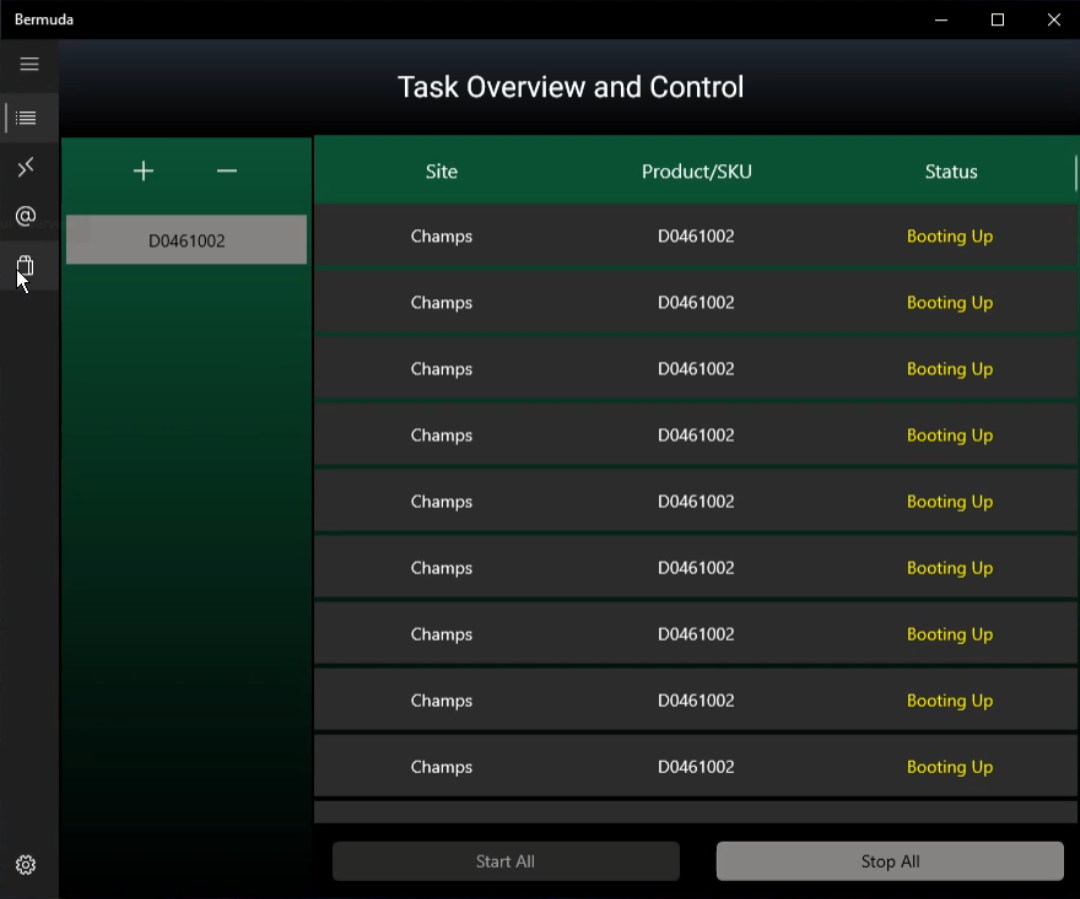 Bermuda
Task Overview and Control
Site Product/SKU Status
D0461002
Champs D0461002 Booting Up
Champs D0461002 Booting Up
Champs D0461002 Booting Up
Champs D0461002 Booting Up
Champs D0461002 Booting Up
Champs D0461002 Booting Up
Champs D0461002 Booting Up
Champs D0461002 Booting Up
Champs D0461002 Booting Up
Start All Stop All